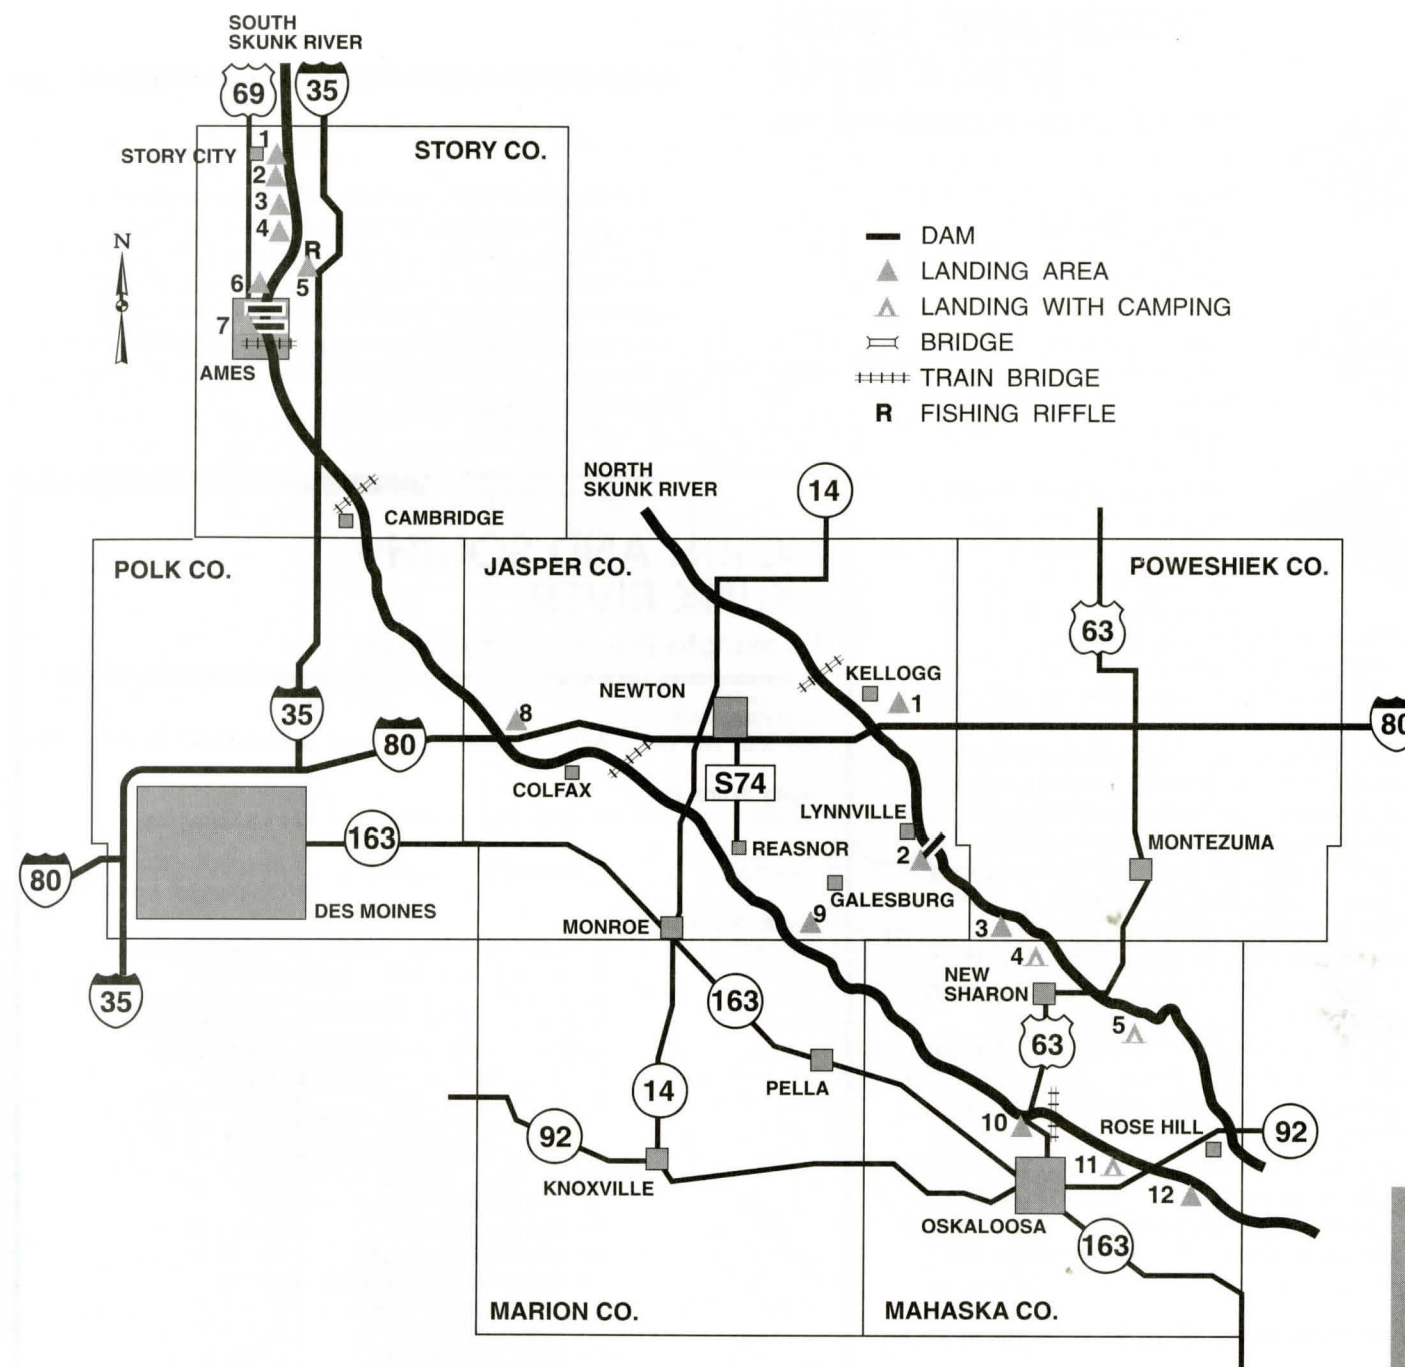 SOUTH
SKUNK RIVER
69
35
1
STORY CITY
STORY CO.
2
3
4
N
R
6
5
7
AMES
DAM
LANDING AREA
LANDING WITH CAMPING
BRIDGE
TRAIN BRIDGE
R FISHING RIFFLE
NORTH
SKUNK RIVER
14
CAMBRIDGE
POLK CO.
JASPER CO.
POWESHIEK CO.
63
KELLOGG
NEWTON
1
35
8
80
80
S74
COLFAX
LYNNVILLE
163
REASNOR
2
MONTEZUMA
80
GALESBURG
DES MOINES
9
MONROE
3
4
35
163
NEW
SHARON
5
63
PELLA
14
10
ROSE HILL
92
92
11
KNOXVILLE
12
OSKALOOSA
163
MARION CO.
MAHASKA CO.